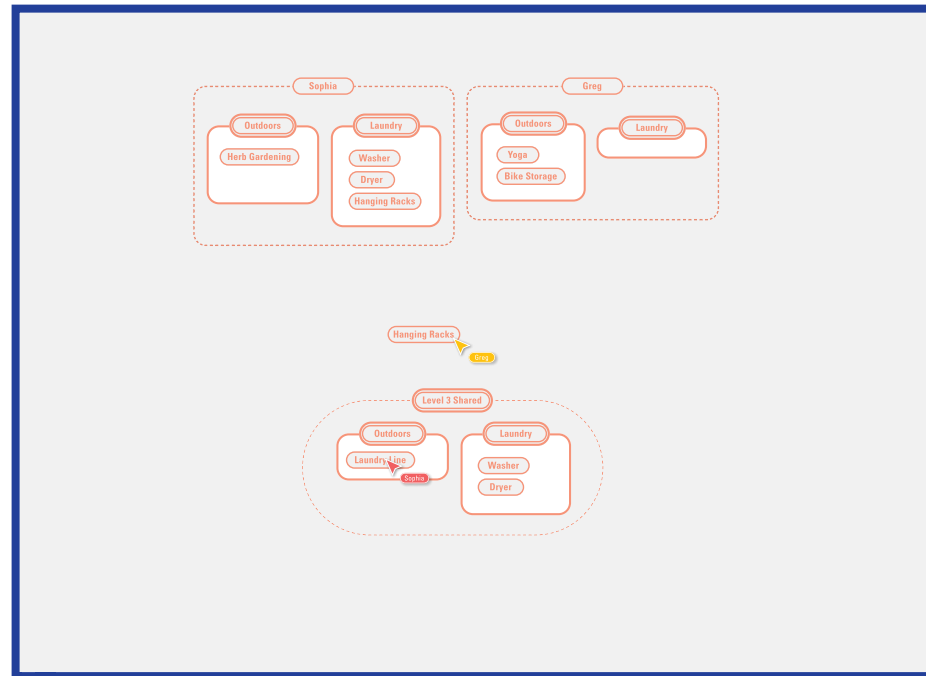 Sophia
Outdoors
Herb Gardening
Laundry
Washer
Dryer
Hanging Racks
Greg
Outdoors
Yoga
Bike Storage
Laundry
Hanging Racks
Greg
Level 3 Shared
Outdoors
Laundry Line
Sophia
Laundry
Washer
Dryer